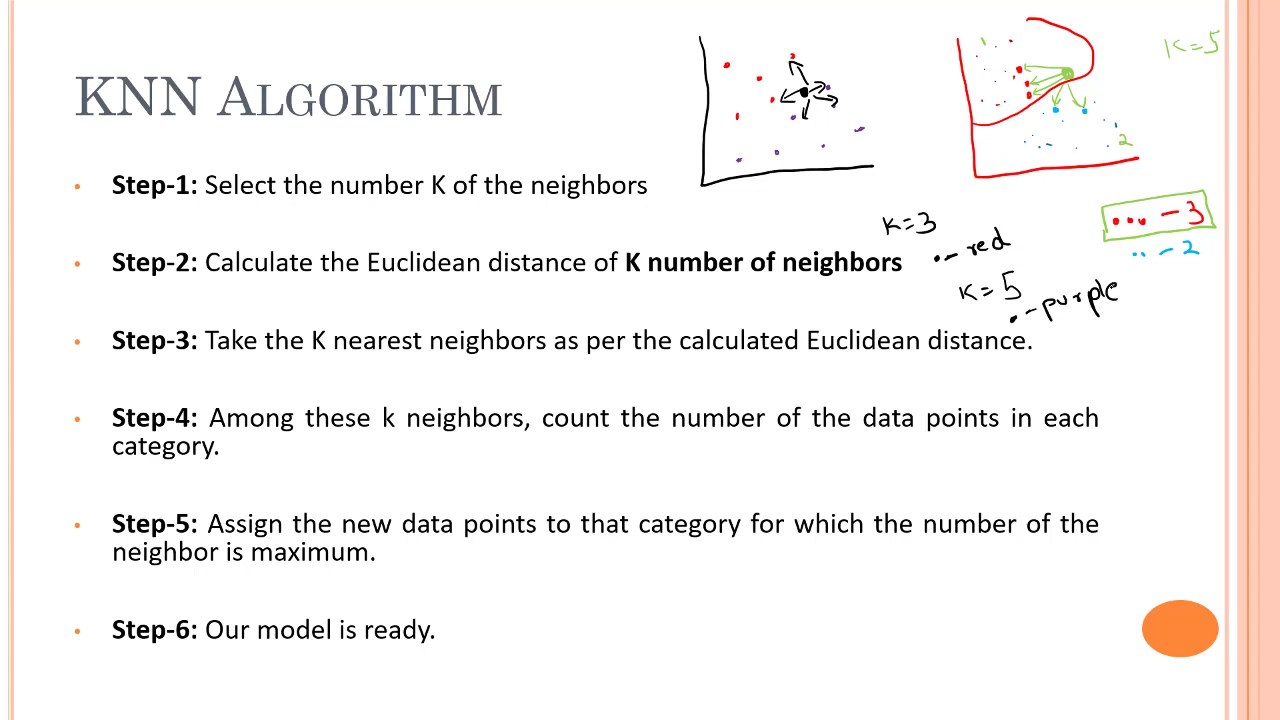 KNN ALGORITHM
K=5
Step-1: Select the number K of the neighbors
2
K=3
- 3
- red
- 2
Step-2: Calculate the Euclidean distance of K number of neighbors
K= 5
- purple
Step-3: Take the K nearest neighbors as per the calculated Euclidean distance.
Step-4: Among these k neighbors, count the number of the data points in each
category.
Step-5: Assign the new data points to that category for which the number of the
neighbor is maximum.
Step-6: Our model is ready.